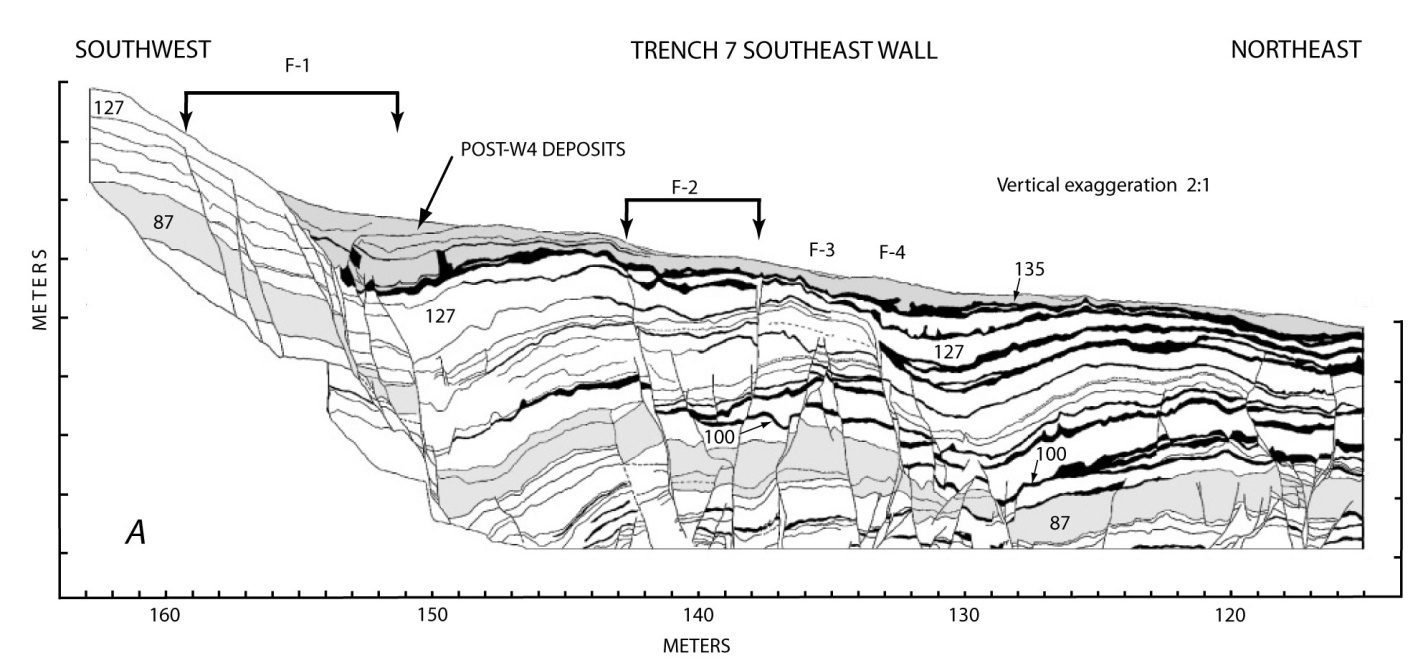 SOUTHWEST
TRENCH 7 SOUTHEAST WALL
NORTHEAST
F-1
127
POST-W4 DEPOSITS
F-2
Vertical exaggeration 2:1
87
F-3
F-4
135
METERS
127
127
100
100
87
A
160
150
140
130
120
METERS